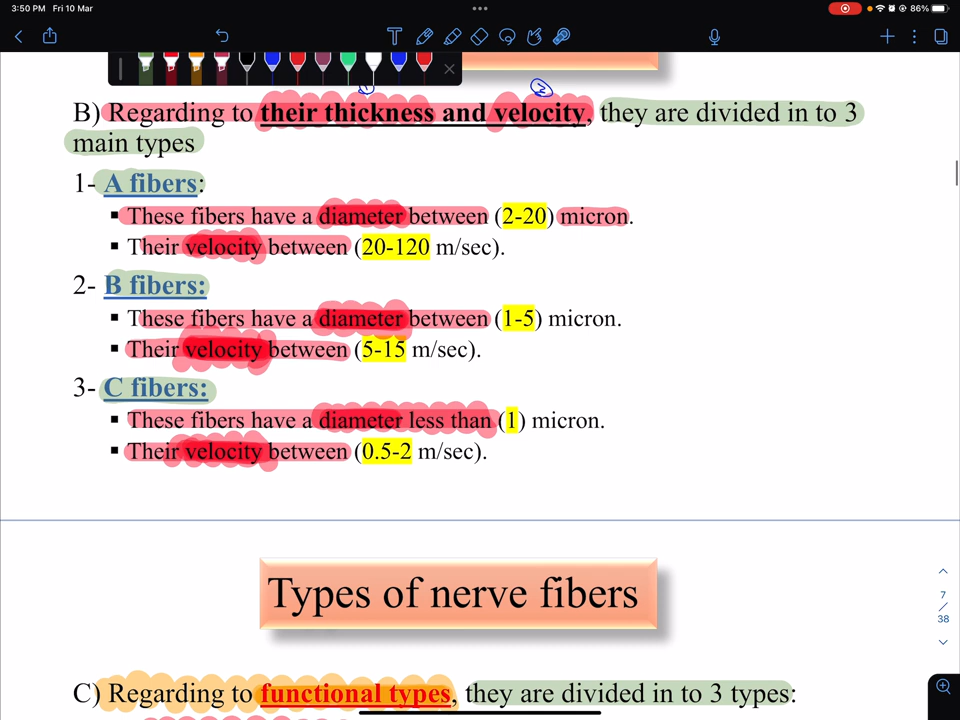 3:50 PM Fri 10 Mar
86%
B) Regarding to their thickness and velocity, they are divided in to 3
main types
1- A fibers:
▪ These fibers have a diameter between (2-20) micron.
▪ Their velocity between (20-120 m/sec).
2- B fibers:
▪ These fibers have a diameter between (1-5) micron.
▪ Their velocity between (5-15 m/sec).
3- C fibers:
▪ These fibers have a diameter less than (1) micron.
▪ Their velocity between (0.5-2 m/sec).
Types of nerve fibers
7
/
38
C) Regarding to functional types, they are divided in to 3 types: